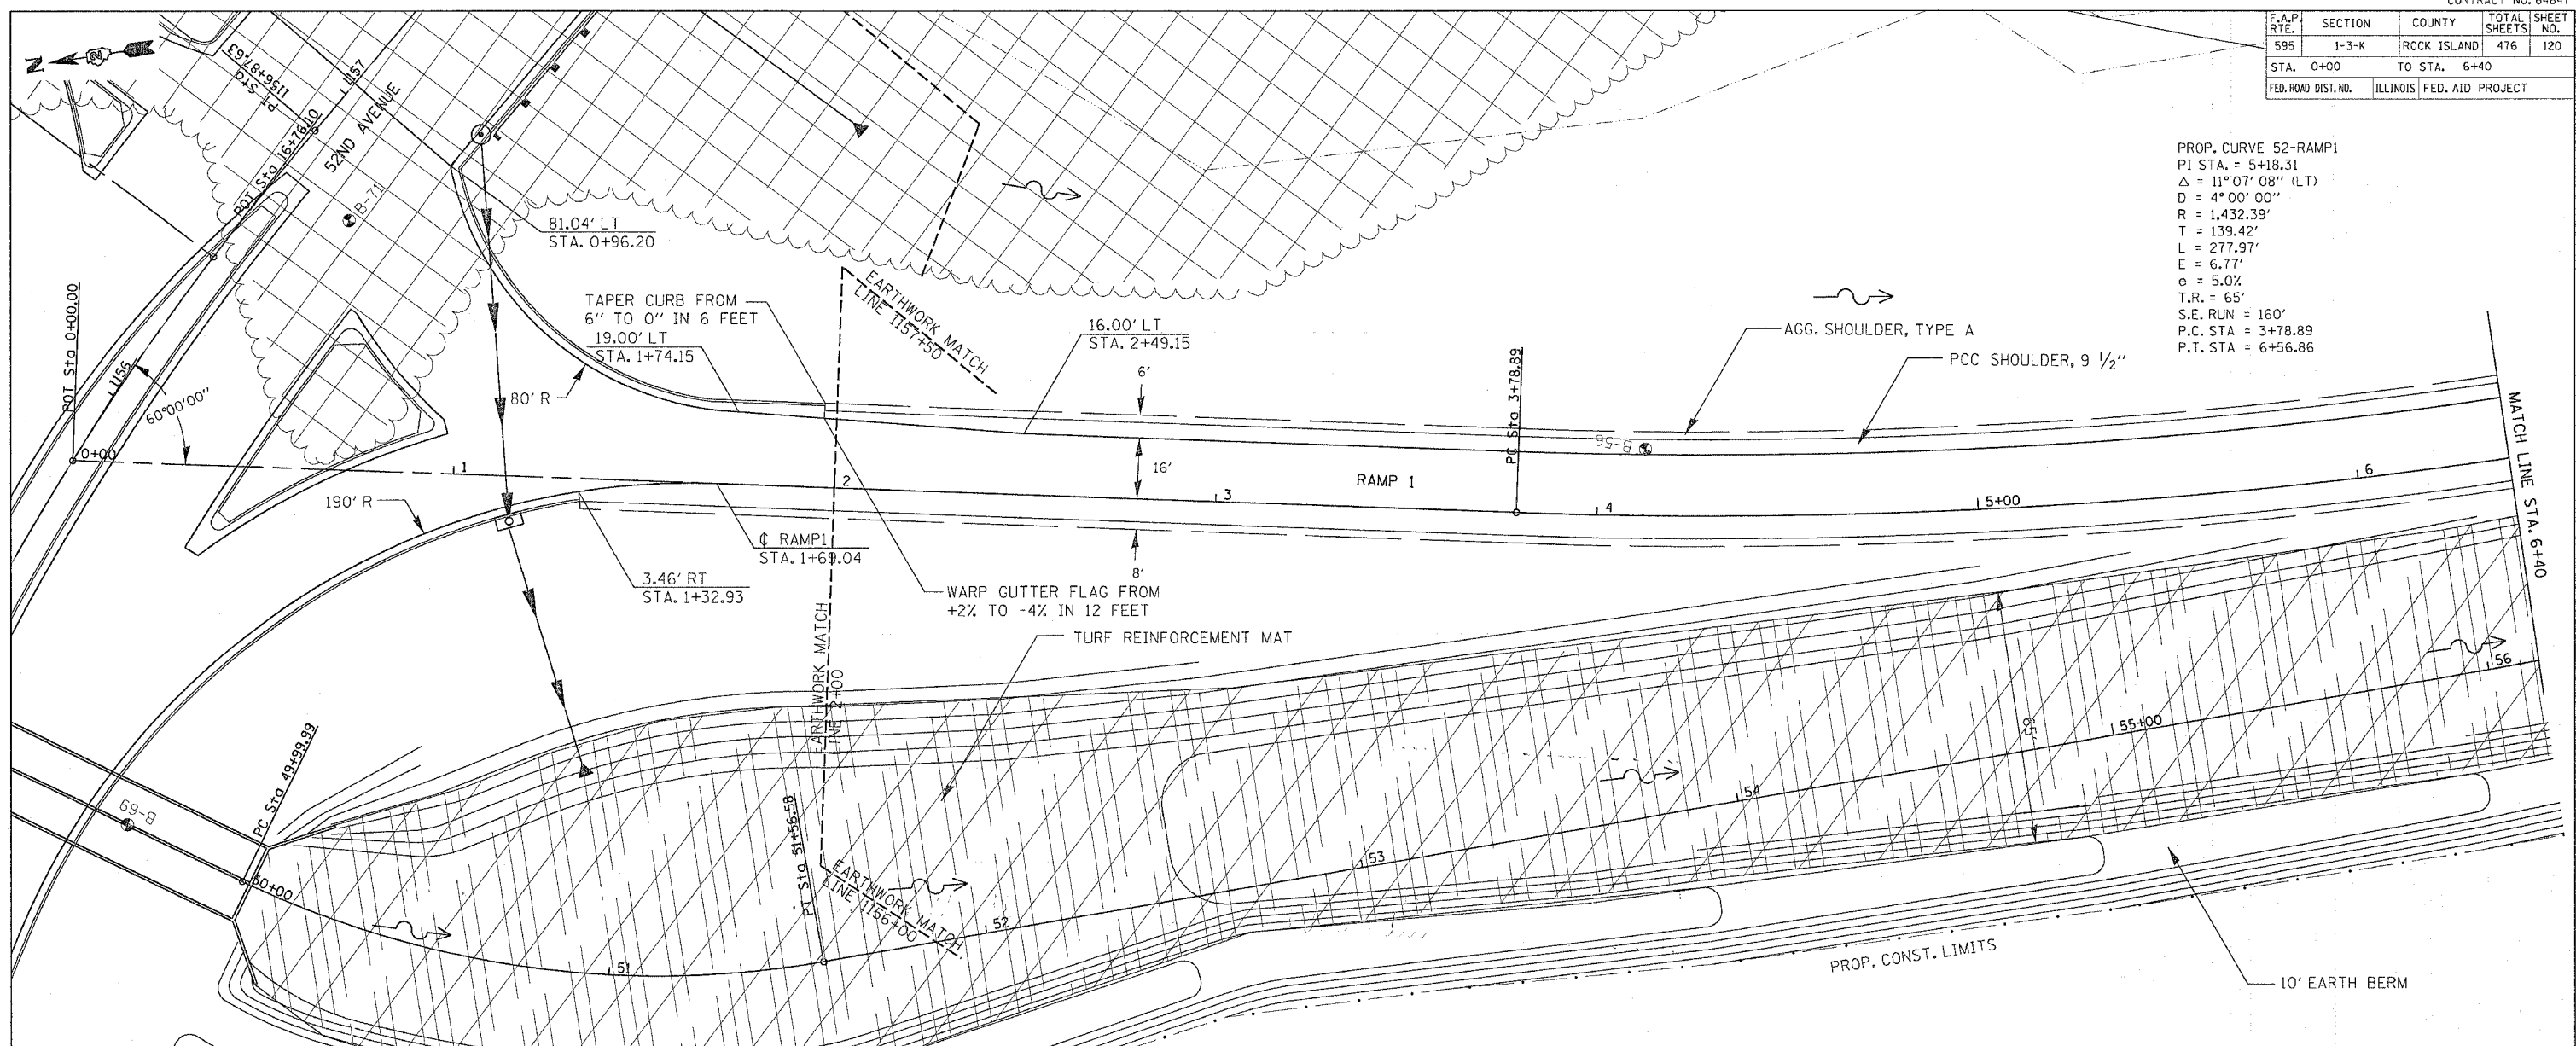 CONTRACT NO. 64641
F.A.P. RTE. SECTION COUNTY TOTAL SHEETS SHEET NO.
595 1-3-K ROCK ISLAND 476 120
STA. 0+00 TO STA. 6+40
FED. ROAD DIST. NO. ILLINOIS FED. AID PROJECT
PROP. CURVE 52-RAMP1
PI STA. = 5+18.31
Δ = 11° 07' 08" (LT)
D = 4° 00' 00"
R = 1,432.39'
T = 139.42'
L = 277.97'
E = 6.77'
e = 5.0%
T.R. = 65'
S.E. RUN = 160'
P.C. STA = 3+78.89
P.T. STA = 6+56.86
N
PT Sta
1156+87.63
1157
52ND AVENUE
POT Sta 16+76.10
B-71
81.04' LT
STA. 0+96.20
TAPER CURB FROM
6" TO 0" IN 6 FEET
19.00' LT
STA. 1+74.15
EARTHWORK MATCH
LINE 1157+50
16.00' LT
STA. 2+49.15
AGG. SHOULDER, TYPE A
PCC SHOULDER, 9 1/2"
POT Sta 0+00.00
1156
60°00'00"
80' R
6'
PC Sta 3+78.89
B-56
0+00
1
2
3
4
5+00
6
16'
RAMP 1
MATCH LINE STA. 6+40
190' R
℄ RAMP1
STA. 1+69.04
3.46' RT
STA. 1+32.93
8'
WARP GUTTER FLAG FROM
+2% TO -4% IN 12 FEET
TURF REINFORCEMENT MAT
EARTHWORK MATCH
LINE 2+00
PC Sta 49+99.99
B-69
50+00
51
PT Sta 51+56.58
EARTHWORK MATCH
LINE 1156+00
52
53
54
55+00
56
65'
PROP. CONST. LIMITS
10' EARTH BERM